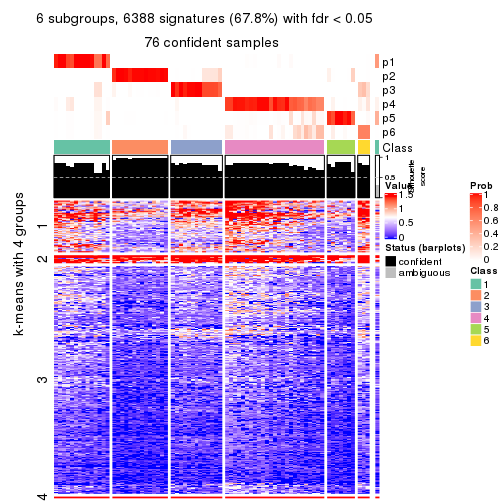 6 subgroups, 6388 signatures (67.8%) with fdr < 0.05
76 confident samples
p1
p2
p3
p4
p5
p6
Class
1
0.5
silhouette
score
k-means with 4 groups
1
2
3
4
Value
1.5
1
0.5
0
Status (barplots)
confident
ambiguous
Prob
1
0.8
0.6
0.4
0.2
0
Class
1
2
3
4
5
6